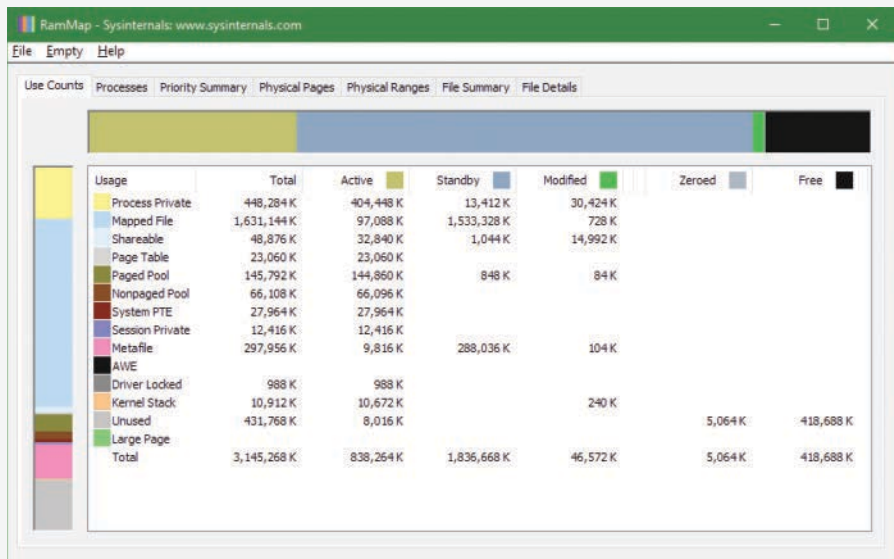 RamMap - Sysinternals: www.sysinternals.com
File Empty Help
Use Counts Processes Priority Summary Physical Pages Physical Ranges File Summary File Details
Usage Total Active Standby Modified Zeroed Free
Process Private 448,284 K 404,448 K 13,412 K 30,424 K
Mapped File 1,631,144 K 97,088 K 1,533,328 K 728 K
Shareable 48,876 K 32,840 K 1,044 K 14,992 K
Page Table 23,060 K 23,060 K
Paged Pool 145,792 K 144,860 K 848 K 84 K
Nonpaged Pool 66,108 K 66,096 K
System PTE 27,964 K 27,964 K
Session Private 12,416 K 12,416 K
Metafile 297,956 K 9,816 K 288,036 K 104 K
AWE
Driver Locked 988 K 988 K
Kernel Stack 10,912 K 10,672 K 240 K
Unused 431,768 K 8,016 K 5,064 K 418,688 K
Large Page
Total 3,145,268 K 838,264 K 1,836,668 K 46,572 K 5,064 K 418,688 K